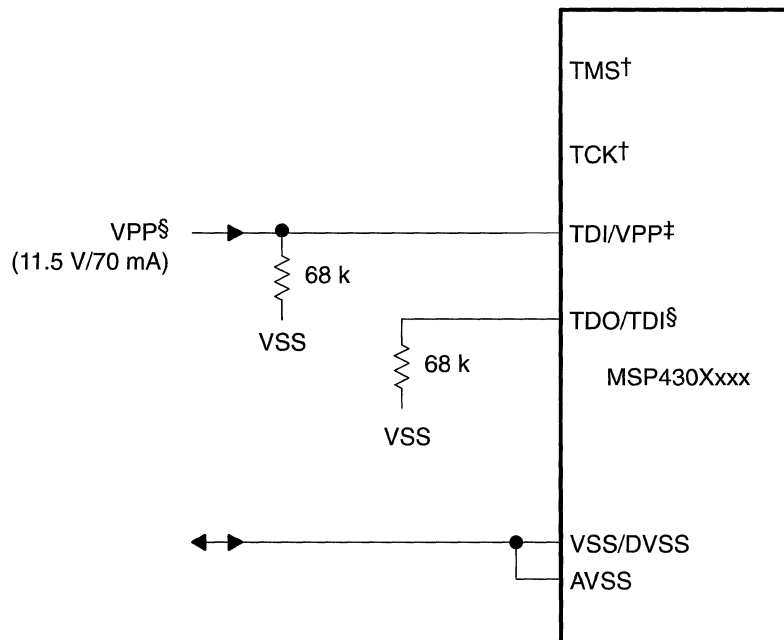 TMS†
TCK†
VPP§
(11.5 V/70 mA)
TDI/VPP‡
68 k
VSS
TDO/TDI§
68 k
VSS
MSP430Xxxx
VSS/DVSS
AVSS